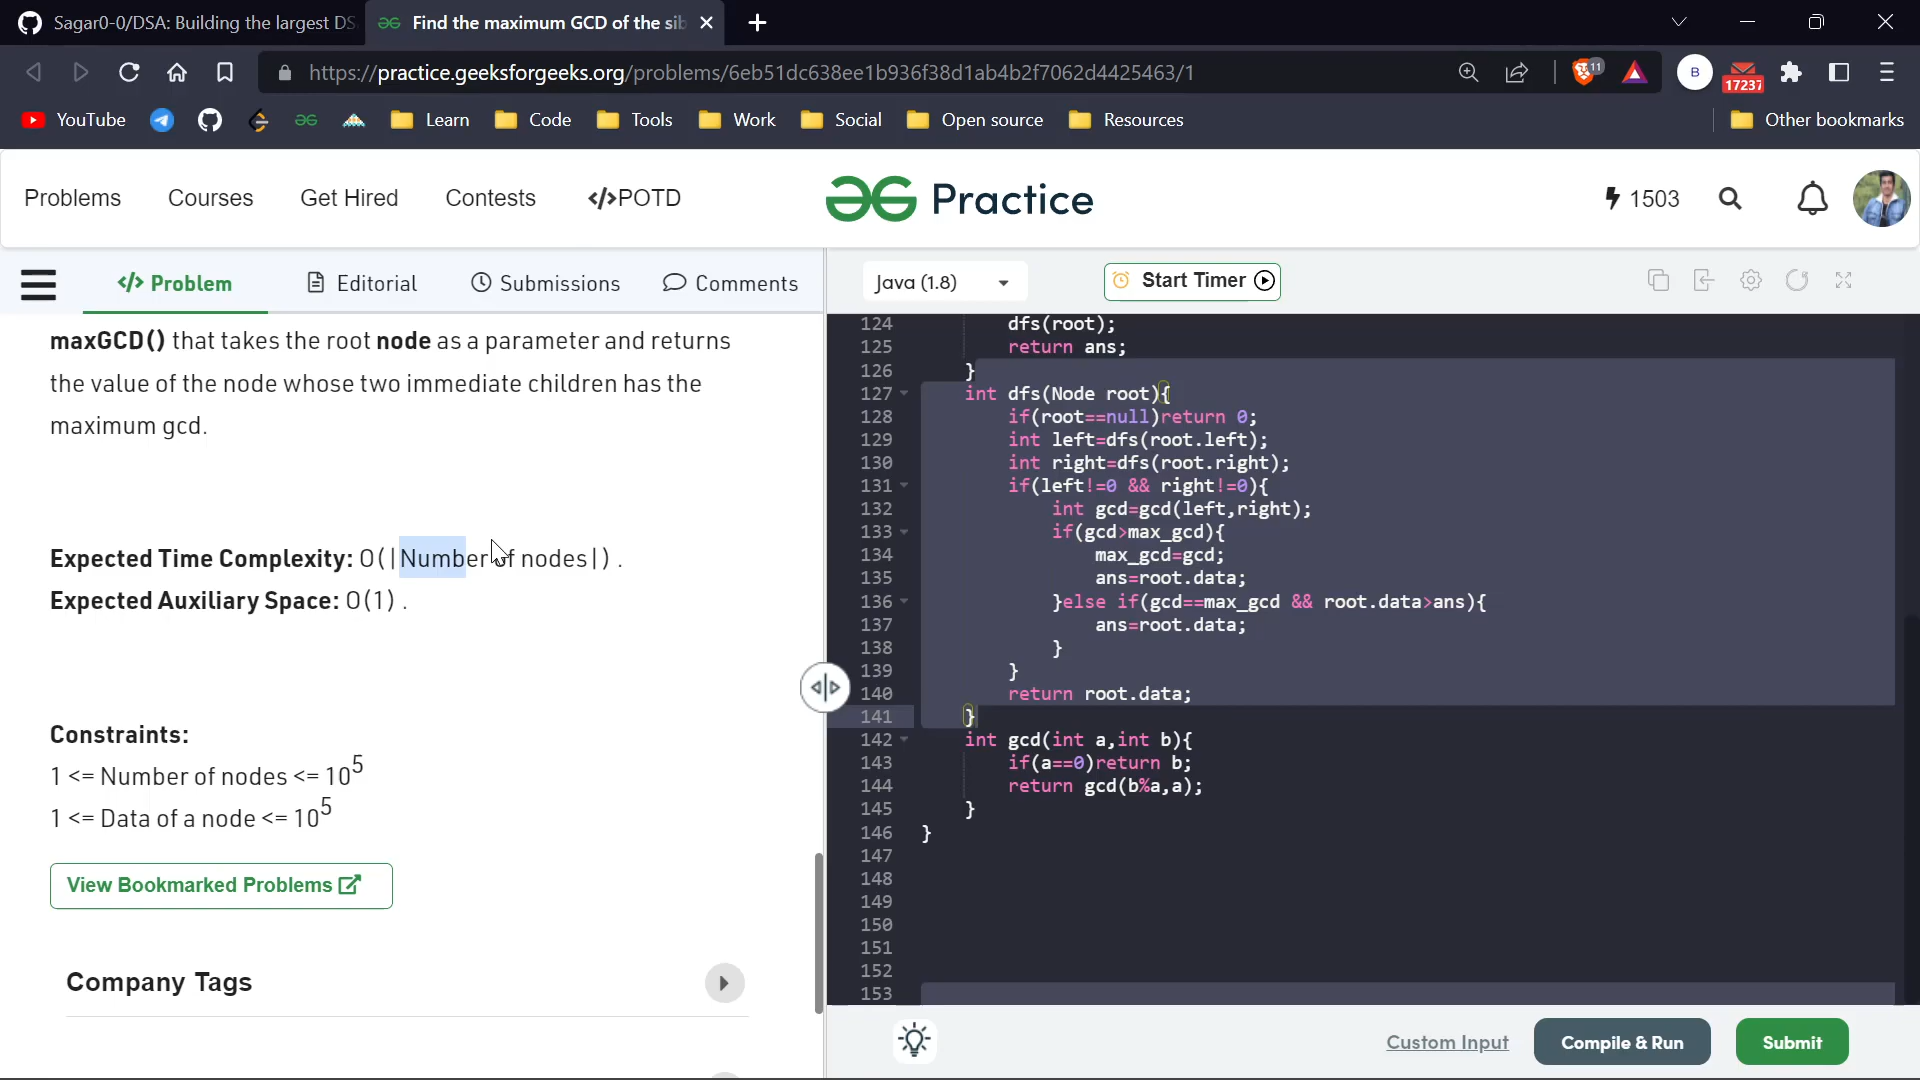 Sagar0-0/DSA: Building the largest DS
Find the maximum GCD of the sib
https://practice.geeksforgeeks.org/problems/6eb51dc638ee1b936f38d1ab4b2f7062d4425463/1
11
B
17237
YouTube
Learn
Code
Tools
Work
Social
Open source
Resources
Other bookmarks
Problems
Courses
Get Hired
Contests
</>POTD
Practice
1503
</> Problem
Editorial
Submissions
Comments
Java (1.8)
Start Timer
maxGCD() that takes the root node as a parameter and returns
the value of the node whose two immediate children has the
maximum gcd.
Expected Time Complexity: O(|Number of nodes|) .
Expected Auxiliary Space: O(1) .
Constraints:
1 <= Number of nodes <= 10^5
1 <= Data of a node <= 10^5
View Bookmarked Problems
Company Tags
124 dfs(root);
125 return ans;
126 }
127 int dfs(Node root){
128 if(root==null)return 0;
129 int left=dfs(root.left);
130 int right=dfs(root.right);
131 if(left!=0 && right!=0){
132 int gcd=gcd(left,right);
133 if(gcd>max_gcd){
134 max_gcd=gcd;
135 ans=root.data;
136 }else if(gcd==max_gcd && root.data>ans){
137 ans=root.data;
138 }
139 }
140 return root.data;
141 }
142 int gcd(int a,int b){
143 if(a==0)return b;
144 return gcd(b%a,a);
145 }
146 }
147
148
149
150
151
152
153
Custom Input
Compile & Run
Submit